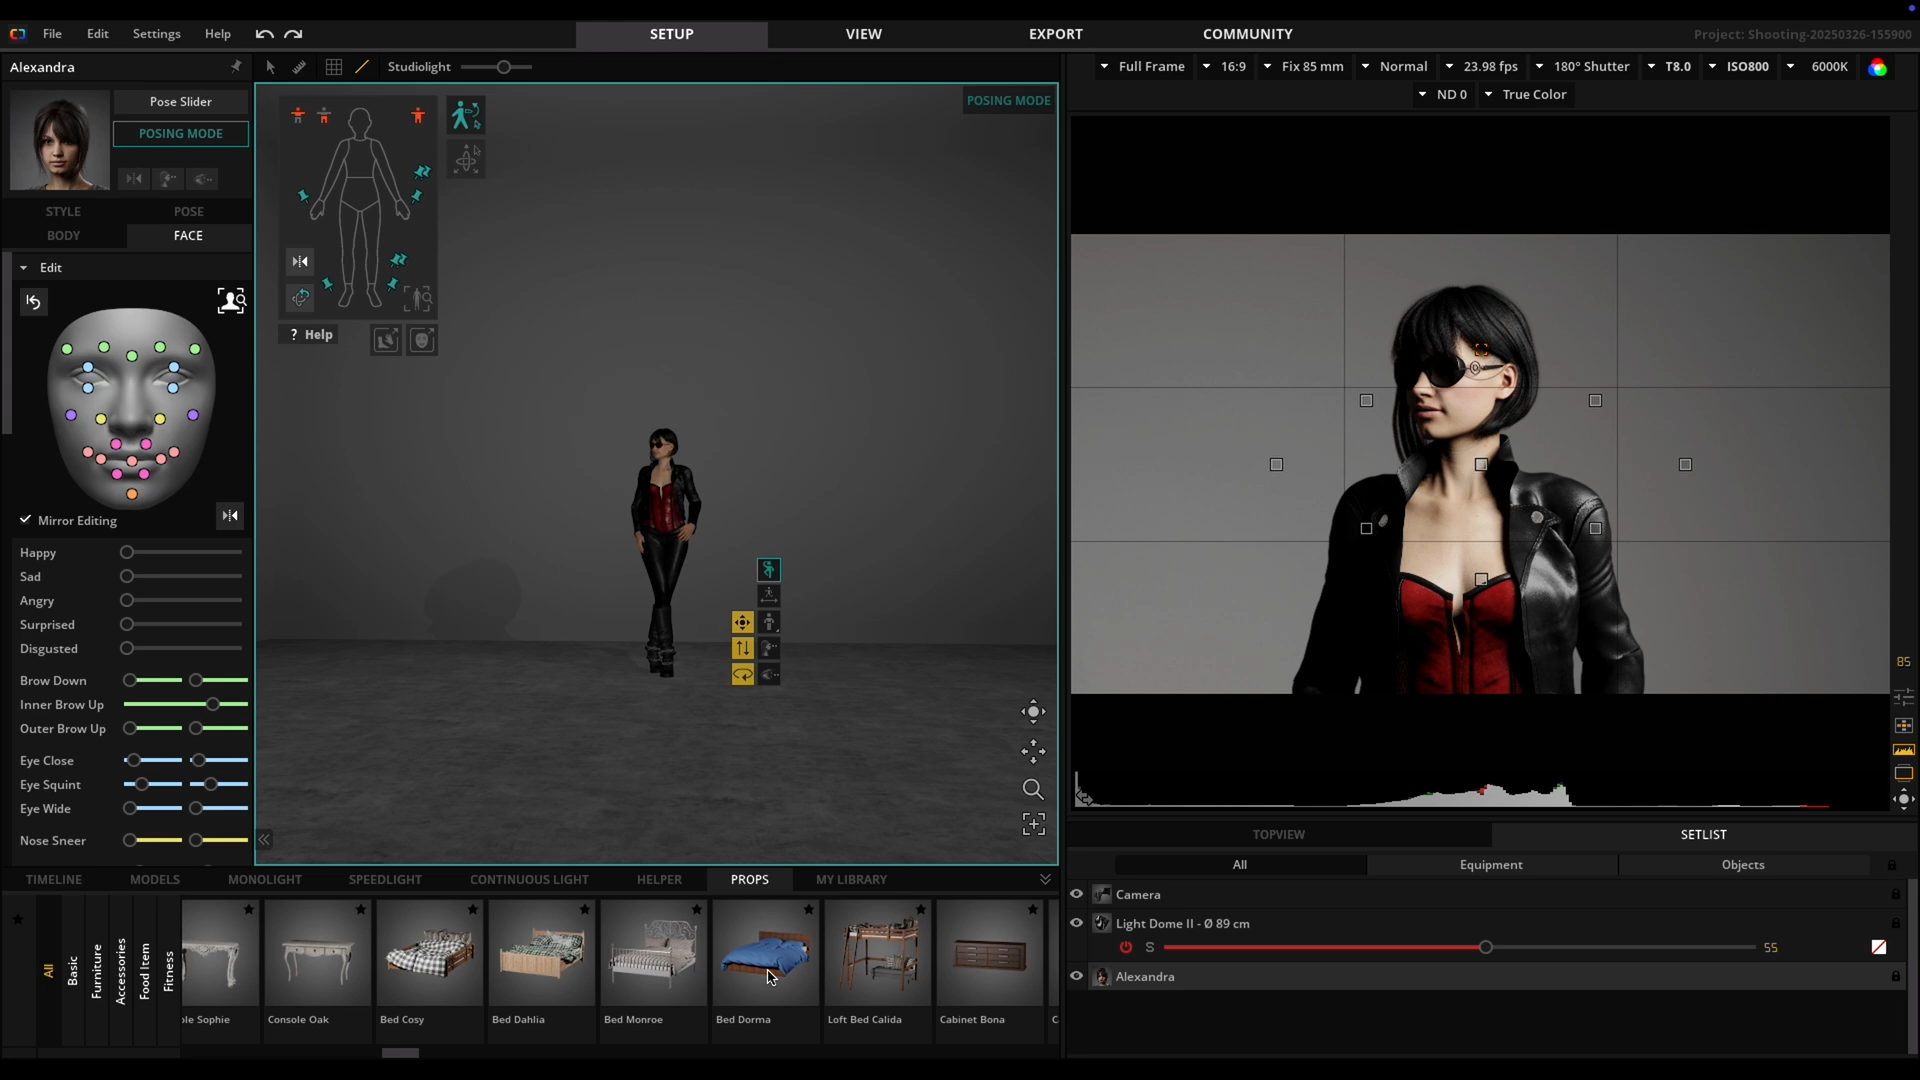 File Edit Settings Help
SETUP VIEW EXPORT COMMUNITY
Project: Shooting-20250326-155900
Alexandra
Studiolight
Full Frame 16:9 Fix 85 mm Normal 23.98 fps 180° Shutter T8.0 ISO800 6000K
ND 0 True Color
Pose Slider
POSING MODE
POSING MODE
STYLE POSE
BODY FACE
Edit
? Help
Mirror Editing
Happy
Sad
Angry
Surprised
Disgusted
Brow Down
Inner Brow Up
Outer Brow Up
Eye Close
Eye Squint
Eye Wide
Nose Sneer
TOPVIEW SETLIST
All Equipment Objects
TIMELINE MODELS MONOLIGHT SPEEDLIGHT CONTINUOUS LIGHT HELPER PROPS MY LIBRARY
Camera
Light Dome II - Ø 89 cm
S 55
Alexandra
All
Basic
Furniture
Accessories
Food Item
Fitness
le Sophie Console Oak Bed Cosy Bed Dahlia Bed Monroe Bed Dorma Loft Bed Calida Cabinet Bona